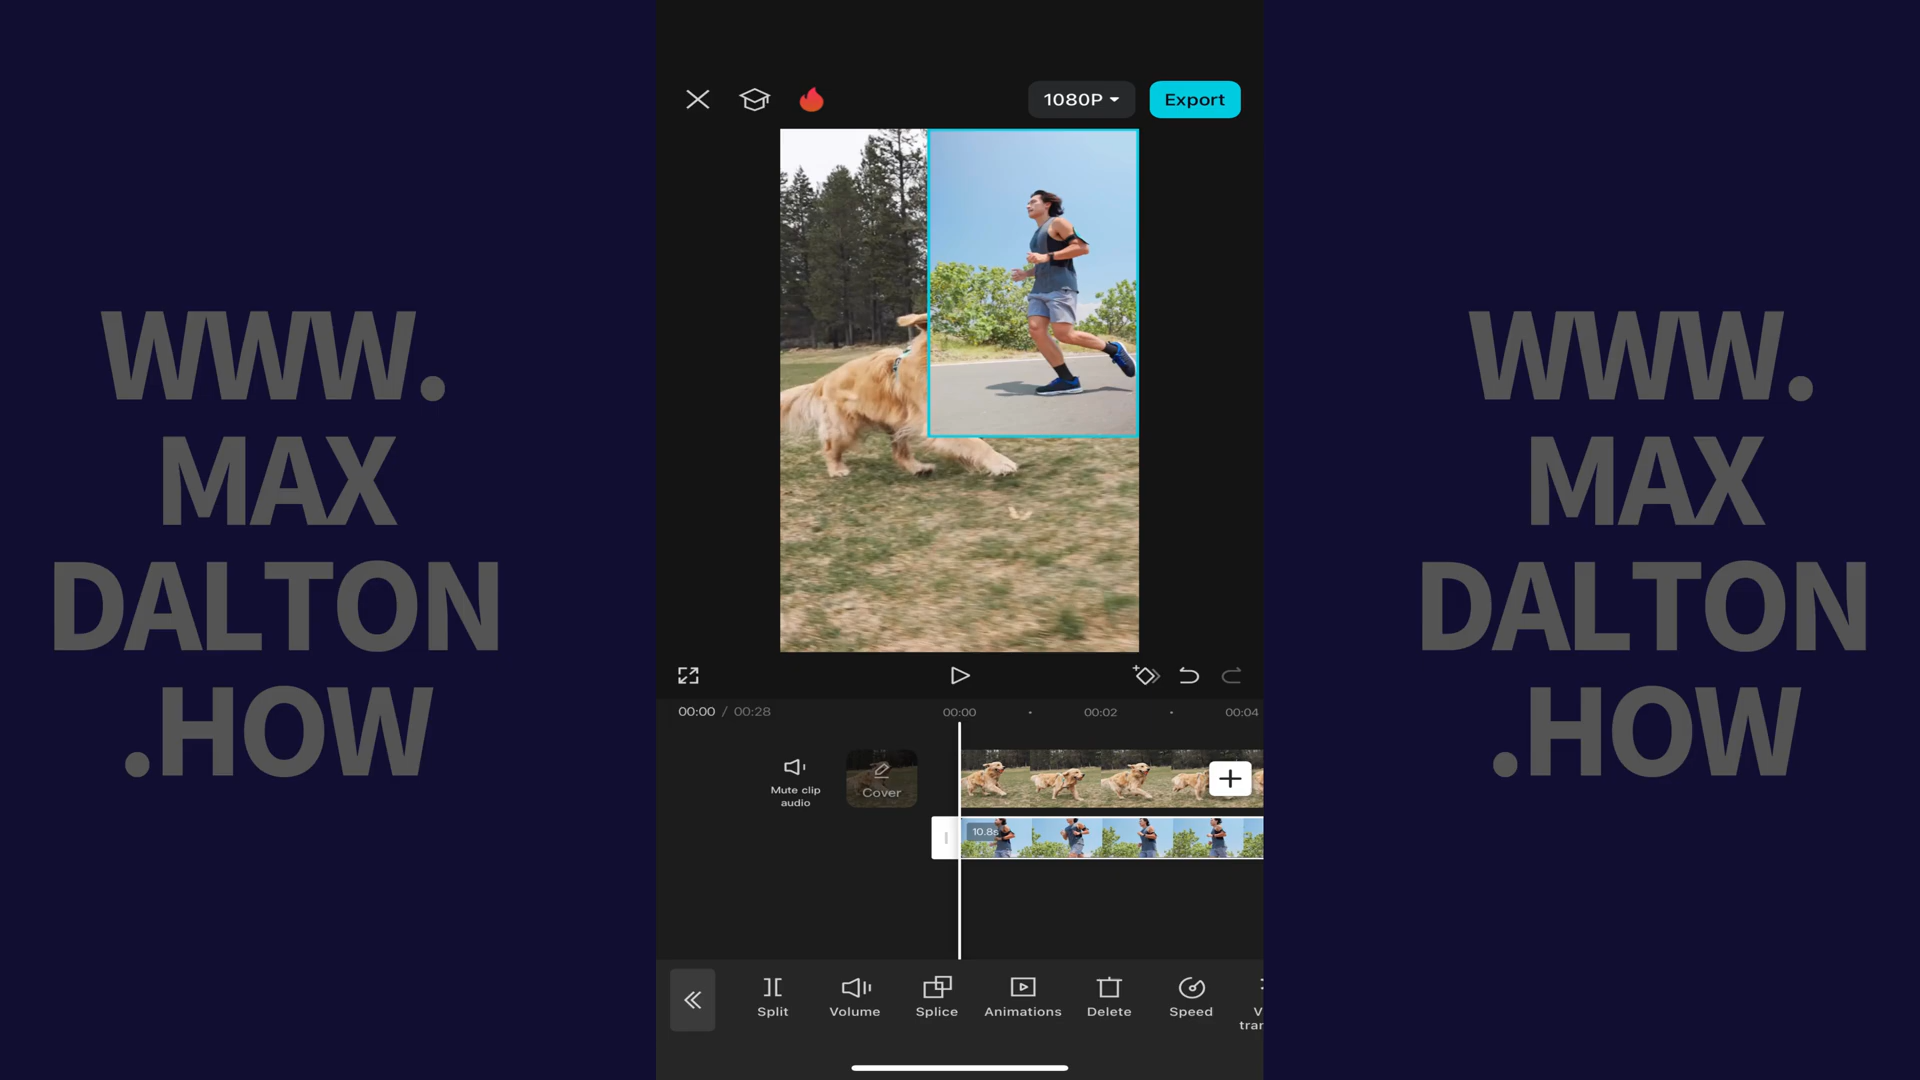 WWW.
MAX
DALTON
.HOW
1080P
Export
00:00 / 00:28
00:00
00:02
00:04
Mute clip
audio
Cover
10.8s
Split
Volume
Splice
Animations
Delete
Speed
WWW.
MAX
DALTON
.HOW